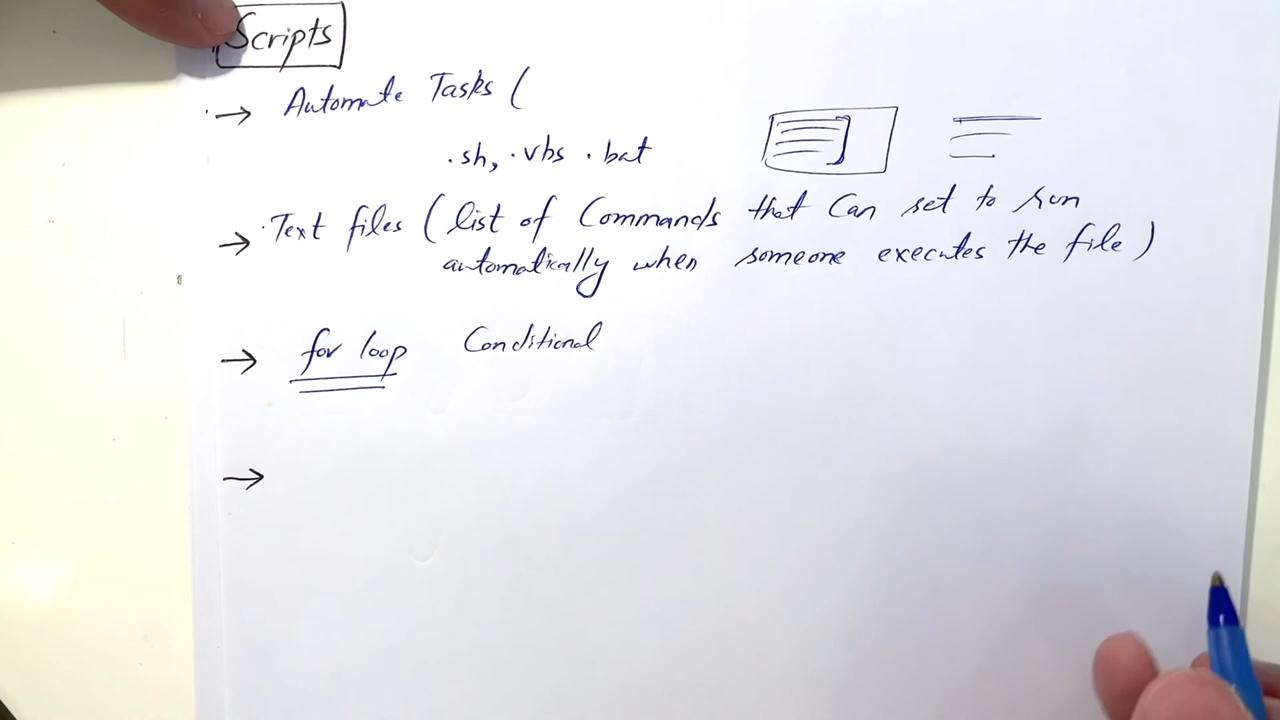 Scripts
→ Automate Tasks (
.sh, .vbs .bat
→ Text files (list of Commands that Can set to run
automatically when someone executes the file)
→ for loop Conditional
→